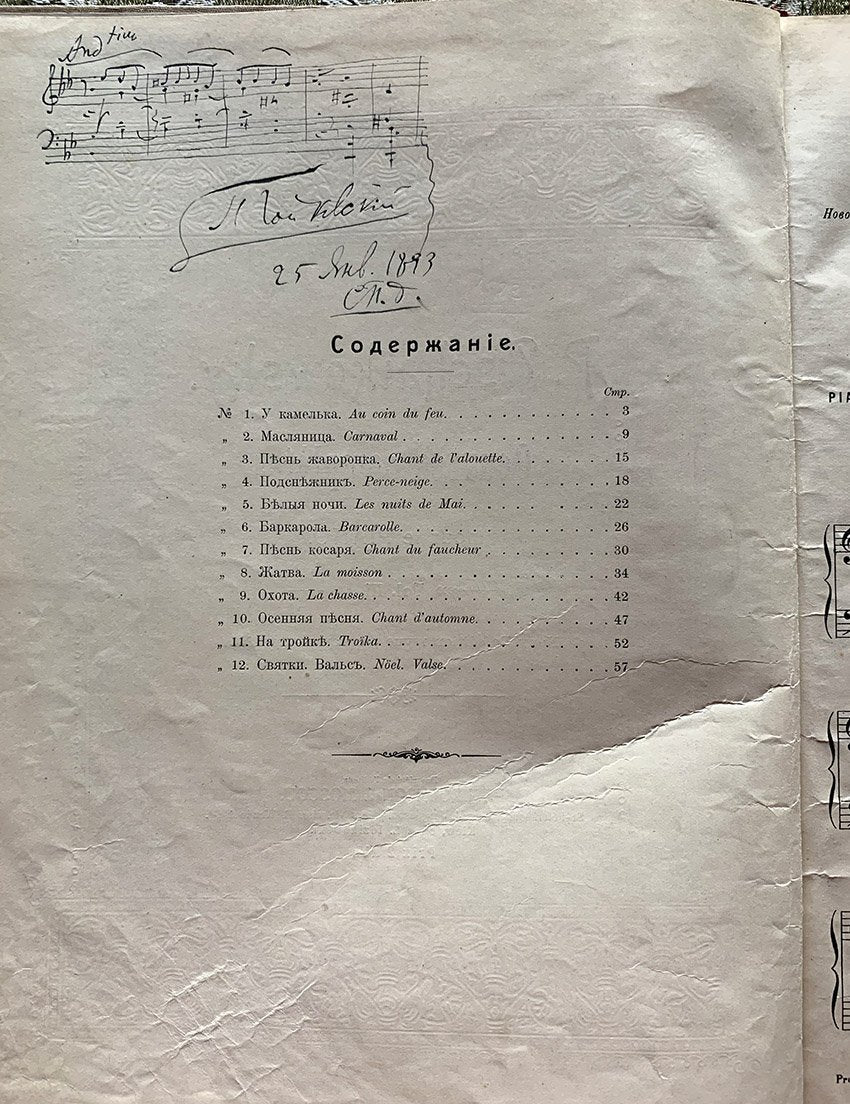 And tino
П. Чайковский
25 Янв. 1893
Содержаніе.
Стр.
№ 1. У камелька. Au coin du feu. 3
„ 2. Масляница. Carnaval 9
„ 3. Пѣснь жаворонка. Chant de l'alouette. 15
„ 4. Подснѣжникъ. Perce-neige. 18
„ 5. Бѣлыя ночи. Les nuits de Mai. 22
„ 6. Баркарола. Barcarolle. 26
„ 7. Пѣснь косаря. Chant du faucheur 30
„ 8. Жатва. La moisson 34
„ 9. Охота. La chasse. 42
„ 10. Осенняя пѣсня. Chant d'automne. 47
„ 11. На тройкѣ. Troïka. 52
„ 12. Святки. Вальсъ. Nöel. Valse. 57
Ново
PIA
Pre